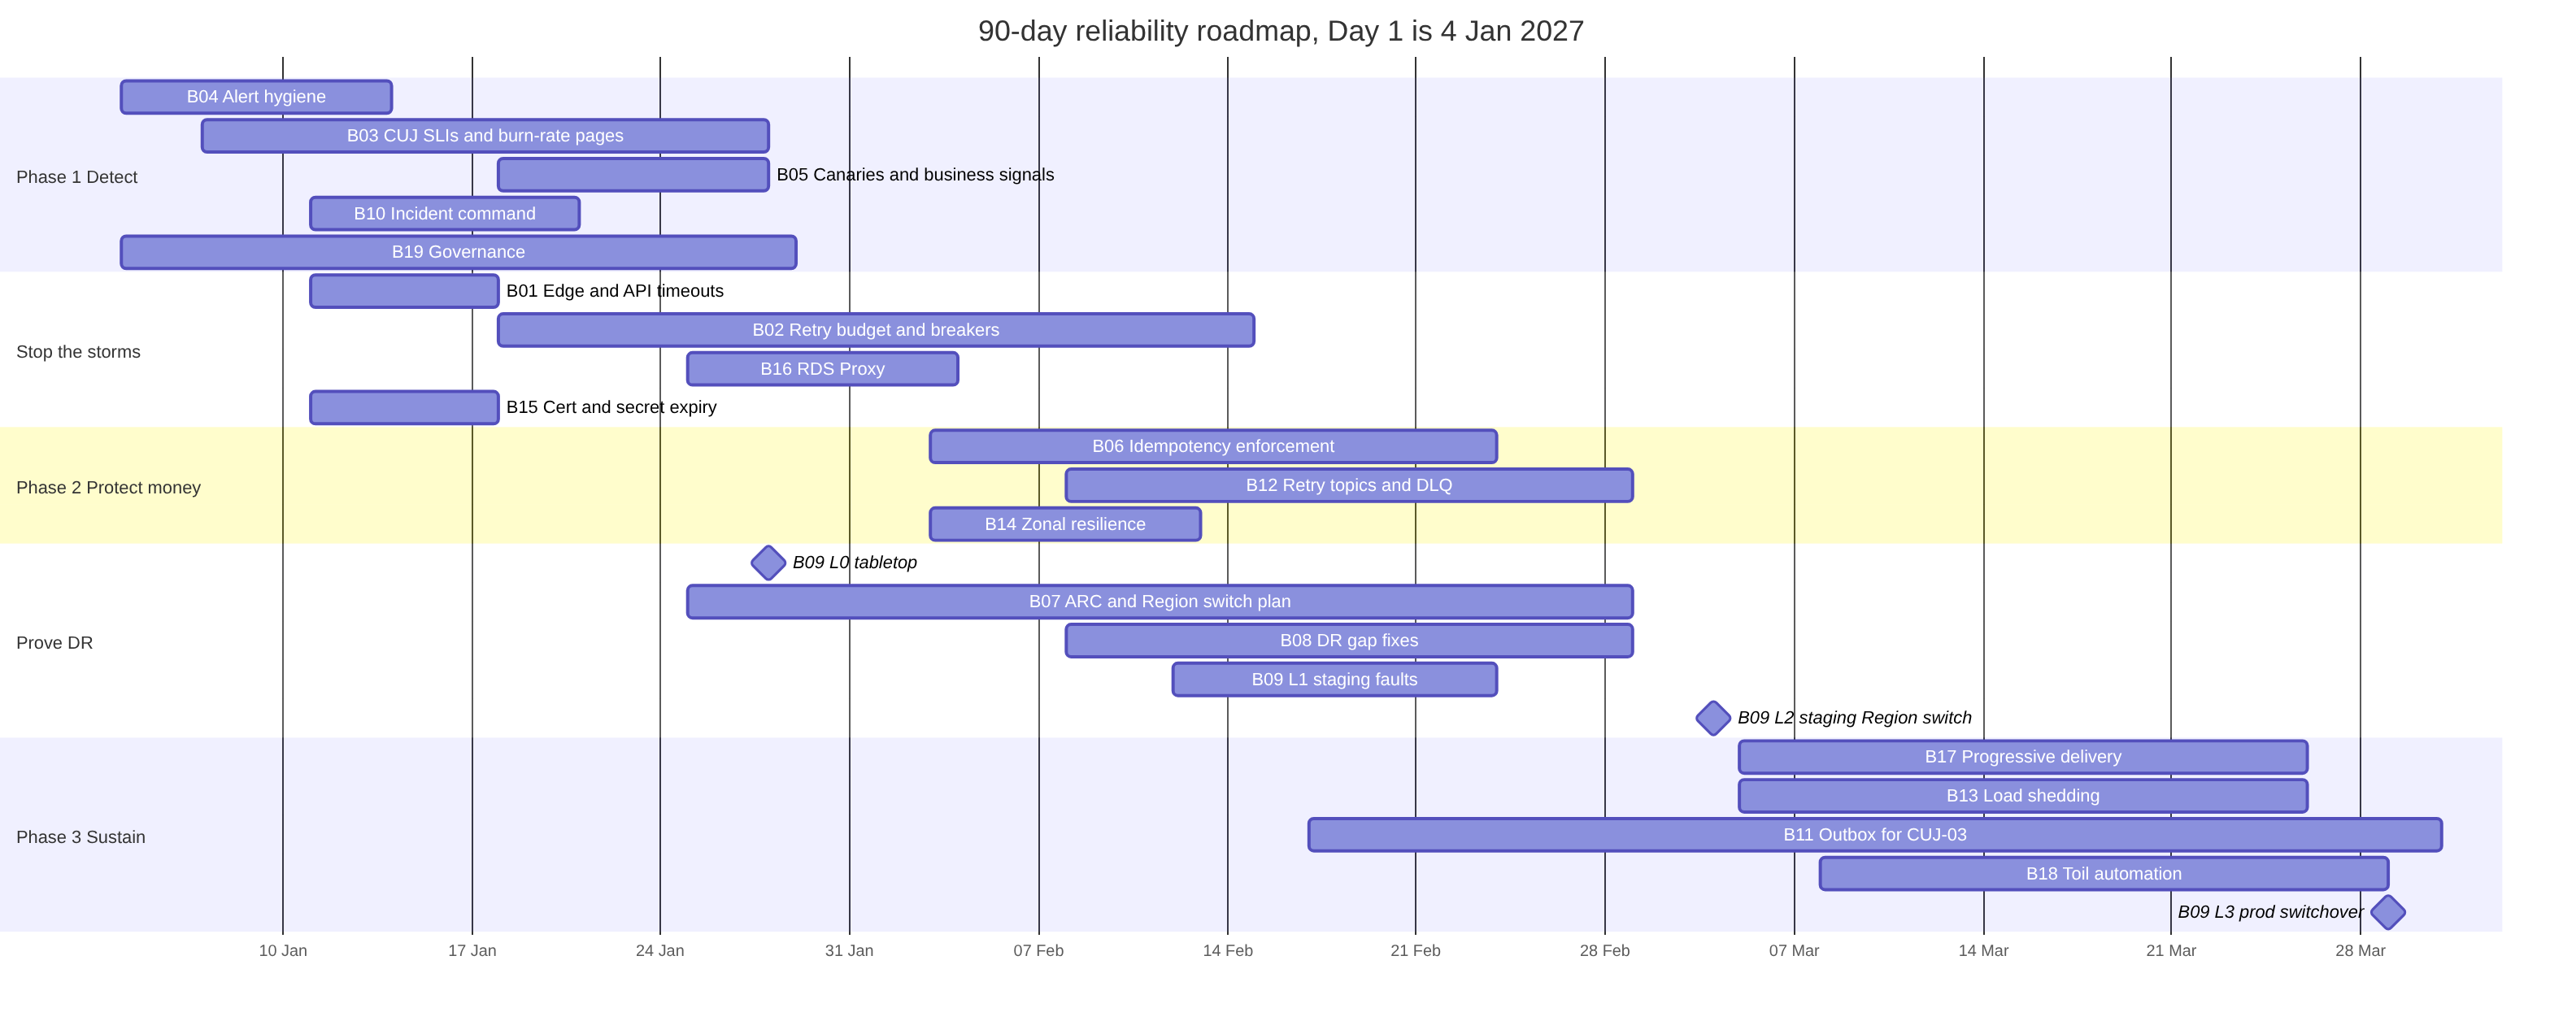 90-day reliability roadmap, Day 1 is 4 Jan 2027
Phase 1 Detect
B04 Alert hygiene
B03 CUJ SLIs and burn-rate pages
B05 Canaries and business signals
B10 Incident command
B19 Governance
Stop the storms
B01 Edge and API timeouts
B02 Retry budget and breakers
B16 RDS Proxy
B15 Cert and secret expiry
Phase 2 Protect money
B06 Idempotency enforcement
B12 Retry topics and DLQ
B14 Zonal resilience
Prove DR
B09 L0 tabletop
B07 ARC and Region switch plan
B08 DR gap fixes
B09 L1 staging faults
B09 L2 staging Region switch
Phase 3 Sustain
B17 Progressive delivery
B13 Load shedding
B11 Outbox for CUJ-03
B18 Toil automation
B09 L3 prod switchover
10 Jan
17 Jan
24 Jan
31 Jan
07 Feb
14 Feb
21 Feb
28 Feb
07 Mar
14 Mar
21 Mar
28 Mar